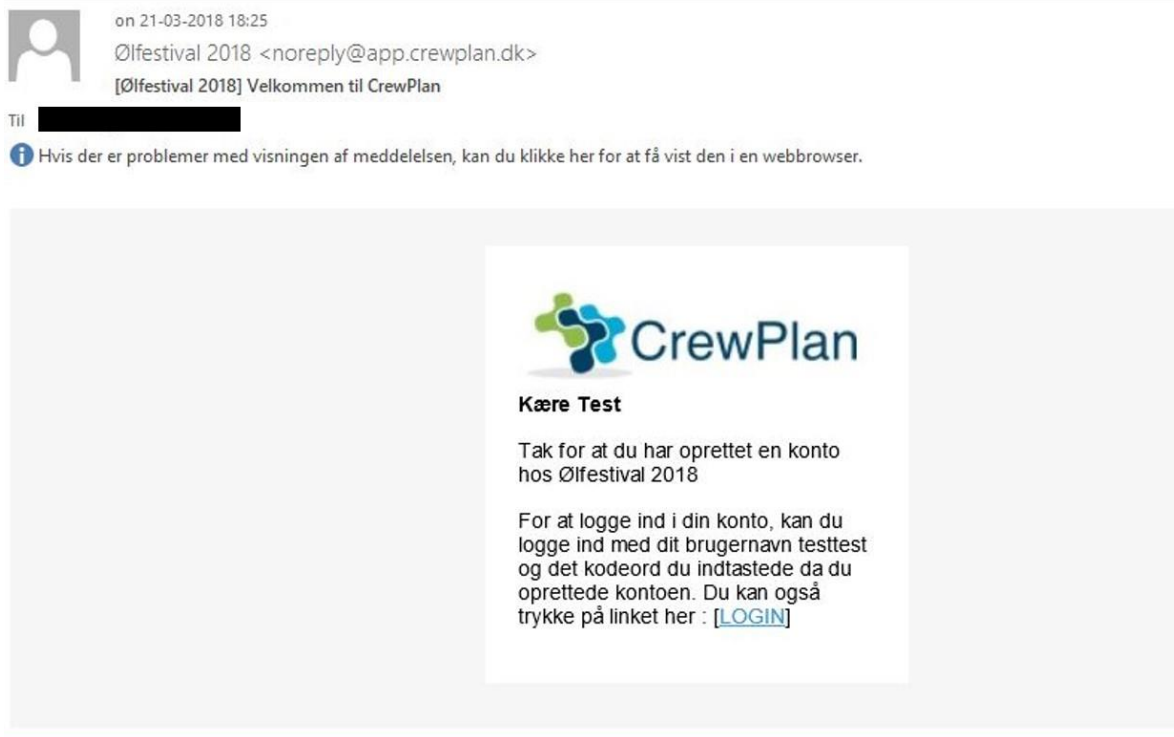 on 21-03-2018 18:25
Ølfestival 2018 <noreply@app.crewplan.dk>
[Ølfestival 2018] Velkommen til CrewPlan
Til
Hvis der er problemer med visningen af meddelelsen, kan du klikke her for at få vist den i en webbrowser.
CrewPlan
Kære Test
Tak for at du har oprettet en konto
hos Ølfestival 2018
For at logge ind i din konto, kan du
logge ind med dit brugernavn testtest
og det kodeord du indtastede da du
oprettede kontoen. Du kan også
trykke på linket her : [LOGIN]